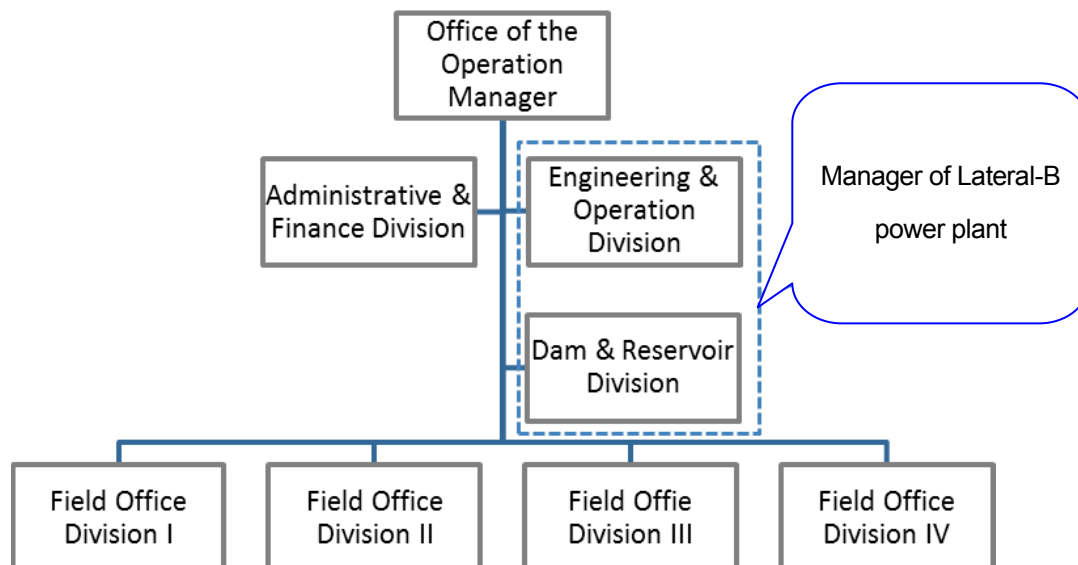 Office of the
Operation
Manager
Administrative &
Finance Division
Engineering &
Operation
Division
Manager of Lateral-B
power plant
Dam & Reservoir
Division
Field Office
Division I
Field Office
Division II
Field Offie
Division III
Field Office
Division IV